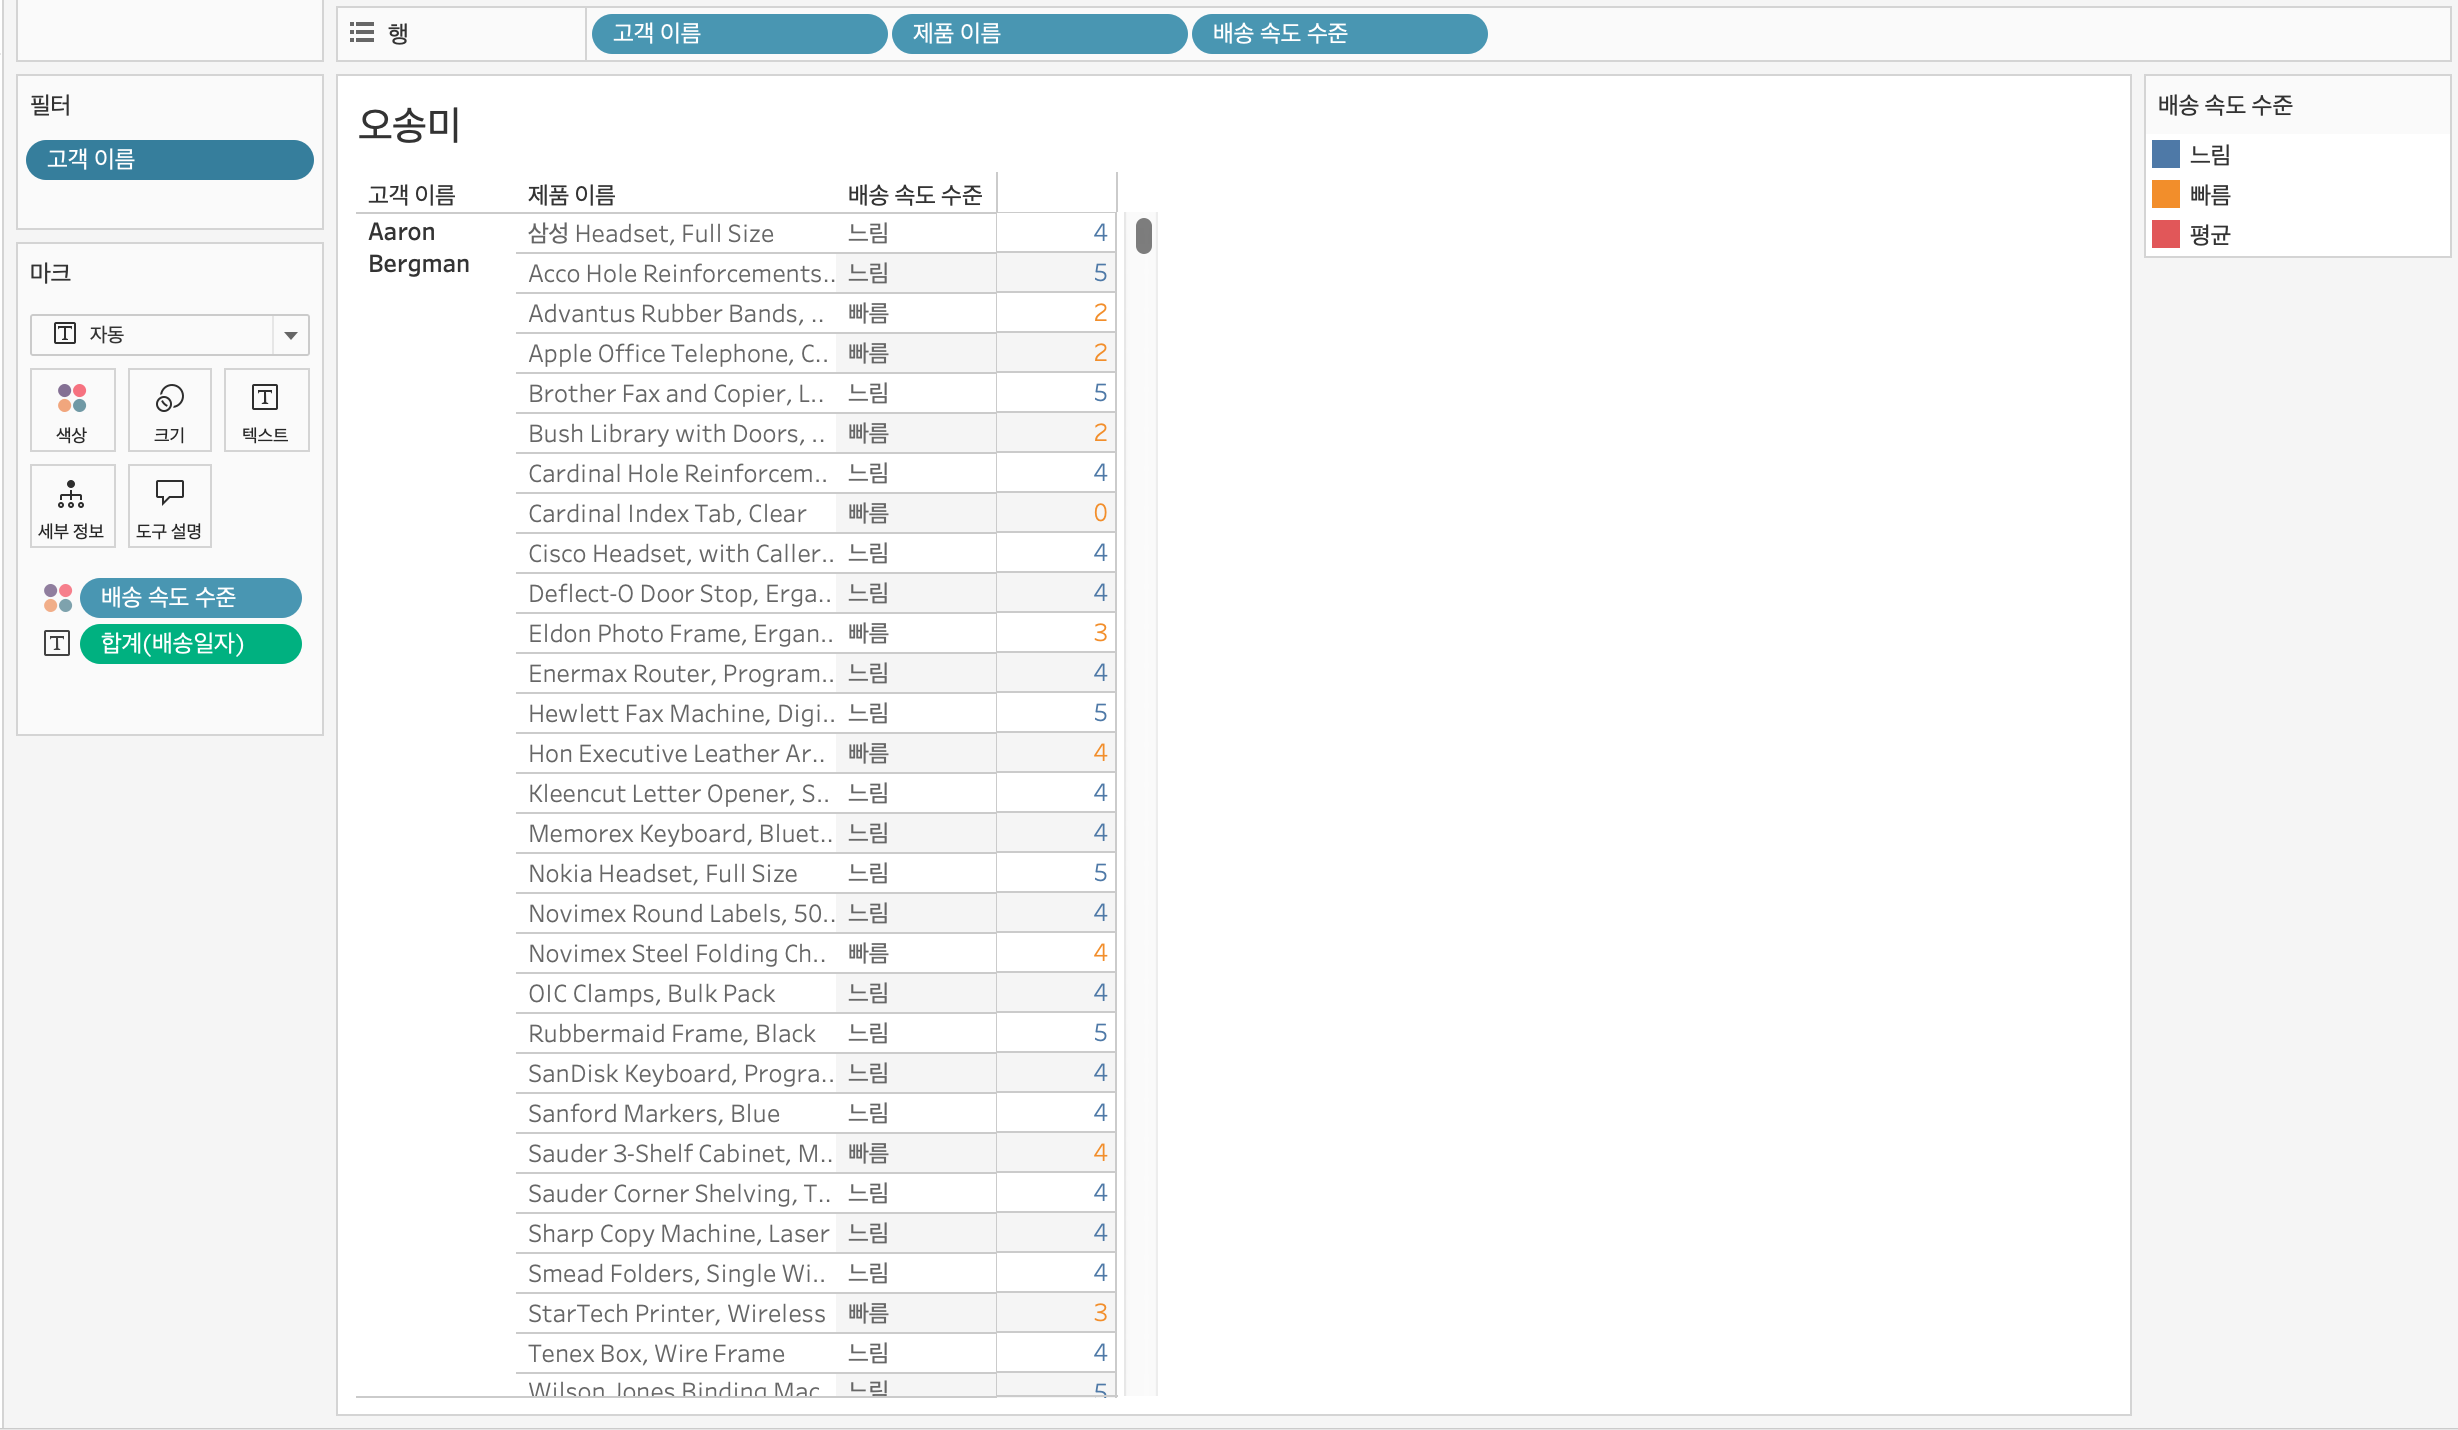 행 고객 이름 제품 이름 배송 속도 수준
필터
고객 이름
마크
자동
색상 크기 텍스트
세부 정보 도구 설명
배송 속도 수준
합계(배송일자)
오송미
고객 이름 제품 이름 배송 속도 수준
Aaron Bergman
삼성 Headset, Full Size 느림 4
Acco Hole Reinforcements.. 느림 5
Advantus Rubber Bands, .. 빠름 2
Apple Office Telephone, C.. 빠름 2
Brother Fax and Copier, L.. 느림 5
Bush Library with Doors, .. 빠름 2
Cardinal Hole Reinforcem.. 느림 4
Cardinal Index Tab, Clear 빠름 0
Cisco Headset, with Caller.. 느림 4
Deflect-O Door Stop, Erga.. 느림 4
Eldon Photo Frame, Ergan.. 빠름 3
Enermax Router, Program.. 느림 4
Hewlett Fax Machine, Digi.. 느림 5
Hon Executive Leather Ar.. 빠름 4
Kleencut Letter Opener, S.. 느림 4
Memorex Keyboard, Bluet.. 느림 4
Nokia Headset, Full Size 느림 5
Novimex Round Labels, 50.. 느림 4
Novimex Steel Folding Ch.. 빠름 4
OIC Clamps, Bulk Pack 느림 4
Rubbermaid Frame, Black 느림 5
SanDisk Keyboard, Progra.. 느림 4
Sanford Markers, Blue 느림 4
Sauder 3-Shelf Cabinet, M.. 빠름 4
Sauder Corner Shelving, T.. 느림 4
Sharp Copy Machine, Laser 느림 4
Smead Folders, Single Wi.. 느림 4
StarTech Printer, Wireless 빠름 3
Tenex Box, Wire Frame 느림 4
Wilson Jones Binding Mac.. 느림 5
배송 속도 수준
느림
빠름
평균